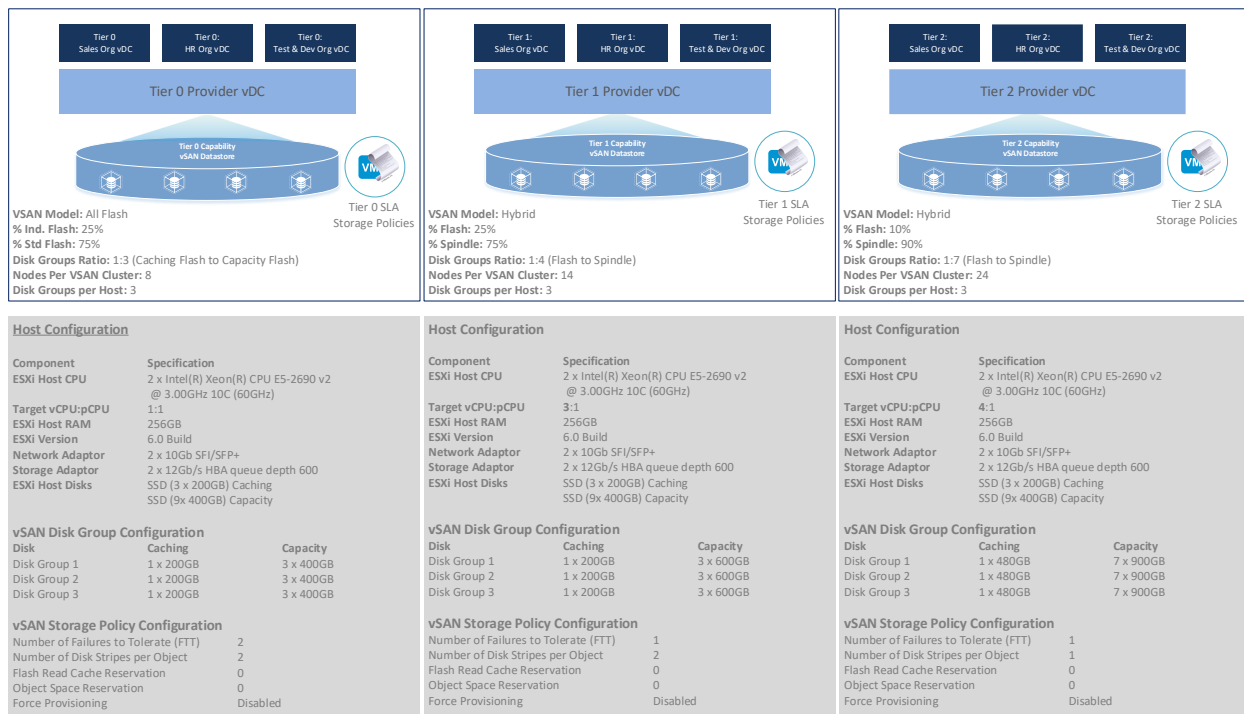 Tier 0
Sales Org vDC
Tier 0:
HR Org vDC
Tier 0:
Test & Dev Org vDC
Tier 0 Provider vDC
Tier 0 Capability
vSAN Datastore
VM
Tier 0 SLA
Storage Policies
VSAN Model: All Flash
% Ind. Flash: 25%
% Std Flash: 75%
Disk Groups Ratio: 1:3 (Caching Flash to Capacity Flash)
Nodes Per VSAN Cluster: 8
Disk Groups per Host: 3
Tier 1:
Sales Org vDC
Tier 1:
HR Org vDC
Tier 1:
Test & Dev Org vDC
Tier 1 Provider vDC
Tier 1 Capability
vSAN Datastore
VM
Tier 1 SLA
Storage Policies
VSAN Model: Hybrid
% Flash: 25%
% Spindle: 75%
Disk Groups Ratio: 1:4 (Flash to Spindle)
Nodes Per VSAN Cluster: 14
Disk Groups per Host: 3
Tier 2:
Sales Org vDC
Tier 2:
HR Org vDC
Tier 2:
Test & Dev Org vDC
Tier 2 Provider vDC
Tier 2 Capability
vSAN Datastore
VM
Tier 2 SLA
Storage Policies
VSAN Model: Hybrid
% Flash: 10%
% Spindle: 90%
Disk Groups Ratio: 1:7 (Flash to Spindle)
Nodes Per VSAN Cluster: 24
Disk Groups per Host: 3
Host Configuration
Component Specification
ESXi Host CPU 2 x Intel(R) Xeon(R) CPU E5-2690 v2
@ 3.00GHz 10C (60GHz)
Target vCPU:pCPU 1:1
ESXi Host RAM 256GB
ESXi Version 6.0 Build
Network Adaptor 2 x 10Gb SFI/SFP+
Storage Adaptor 2 x 12Gb/s HBA queue depth 600
ESXi Host Disks SSD (3 x 200GB) Caching
SSD (9x 400GB) Capacity
vSAN Disk Group Configuration
Disk Caching Capacity
Disk Group 1 1 x 200GB 3 x 400GB
Disk Group 2 1 x 200GB 3 x 400GB
Disk Group 3 1 x 200GB 3 x 400GB
vSAN Storage Policy Configuration
Number of Failures to Tolerate (FTT) 2
Number of Disk Stripes per Object 2
Flash Read Cache Reservation 0
Object Space Reservation 0
Force Provisioning Disabled
Host Configuration
Component Specification
ESXi Host CPU 2 x Intel(R) Xeon(R) CPU E5-2690 v2
@ 3.00GHz 10C (60GHz)
Target vCPU:pCPU 3:1
ESXi Host RAM 256GB
ESXi Version 6.0 Build
Network Adaptor 2 x 10Gb SFI/SFP+
Storage Adaptor 2 x 12Gb/s HBA queue depth 600
ESXi Host Disks SSD (3 x 200GB) Caching
SSD (9x 400GB) Capacity
vSAN Disk Group Configuration
Disk Caching Capacity
Disk Group 1 1 x 200GB 3 x 600GB
Disk Group 2 1 x 200GB 3 x 600GB
Disk Group 3 1 x 200GB 3 x 600GB
vSAN Storage Policy Configuration
Number of Failures to Tolerate (FTT) 1
Number of Disk Stripes per Object 2
Flash Read Cache Reservation 0
Object Space Reservation 0
Force Provisioning Disabled
Host Configuration
Component Specification
ESXi Host CPU 2 x Intel(R) Xeon(R) CPU E5-2690 v2
@ 3.00GHz 10C (60GHz)
Target vCPU:pCPU 4:1
ESXi Host RAM 256GB
ESXi Version 6.0 Build
Network Adaptor 2 x 10Gb SFI/SFP+
Storage Adaptor 2 x 12Gb/s HBA queue depth 600
ESXi Host Disks SSD (3 x 200GB) Caching
SSD (9x 400GB) Capacity
vSAN Disk Group Configuration
Disk Caching Capacity
Disk Group 1 1 x 480GB 7 x 900GB
Disk Group 2 1 x 480GB 7 x 900GB
Disk Group 3 1 x 480GB 7 x 900GB
vSAN Storage Policy Configuration
Number of Failures to Tolerate (FTT) 1
Number of Disk Stripes per Object 1
Flash Read Cache Reservation 0
Object Space Reservation 0
Force Provisioning Disabled